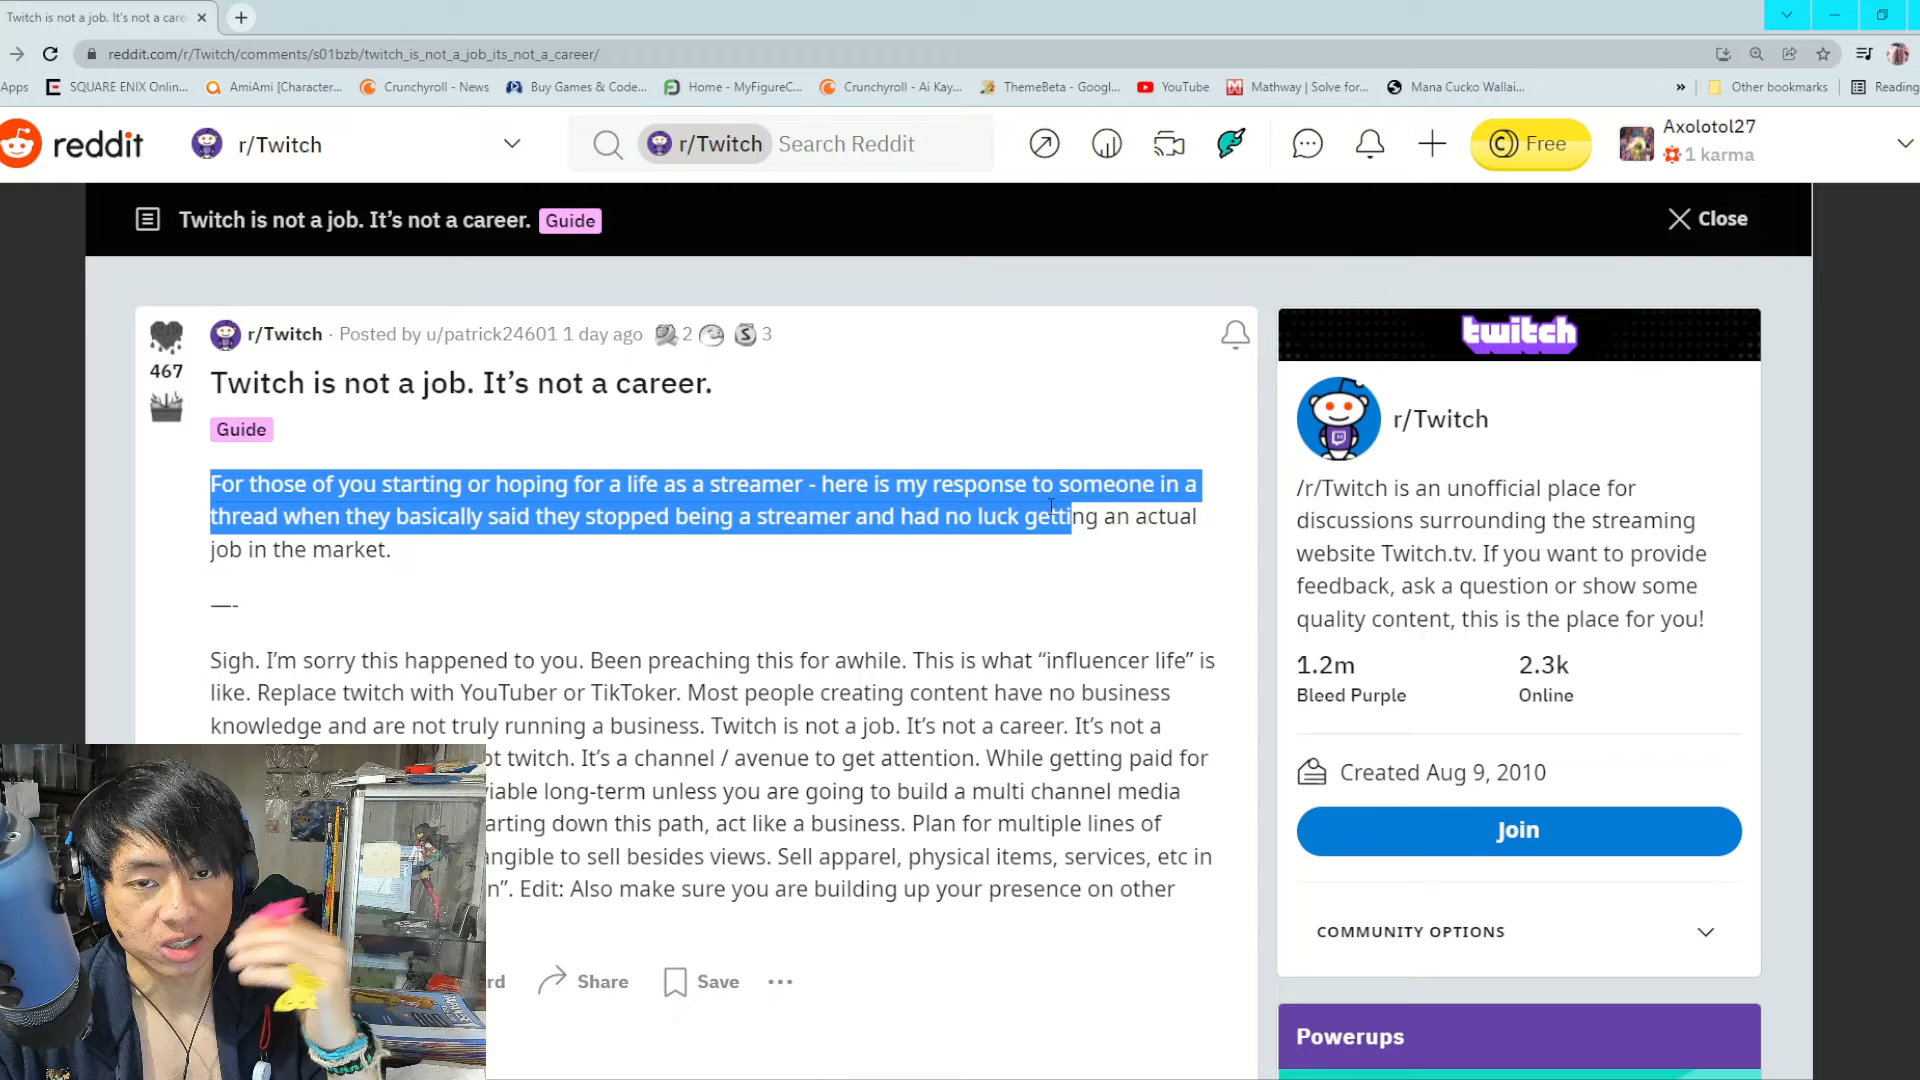 Twitch is not a job. It's not a care
reddit.com/r/Twitch/comments/s01bzb/twitch_is_not_a_job_its_not_a_career/
Apps SQUARE ENIX Onlin... AmiAmi [Character... Crunchyroll - News Buy Games & Code... Home - MyFigureC... Crunchyroll - Ai Kay... ThemeBeta - Googl... YouTube Mathway | Solve for... Mana Cucko Wallai... » Other bookmarks Reading
reddit r/Twitch r/Twitch Search Reddit Free Axolotol27
1 karma
Twitch is not a job. It’s not a career. Guide Close
r/Twitch · Posted by u/patrick24601 1 day ago 2 3
467
Twitch is not a job. It’s not a career.
Guide
For those of you starting or hoping for a life as a streamer - here is my response to someone in a
thread when they basically said they stopped being a streamer and had no luck getting an actual
job in the market.
—-
Sigh. I’m sorry this happened to you. Been preaching this for awhile. This is what “influencer life” is
like. Replace twitch with YouTuber or TikToker. Most people creating content have no business
knowledge and are not truly running a business. Twitch is not a job. It’s not a career. It’s not a
ot twitch. It’s a channel / avenue to get attention. While getting paid for
viable long-term unless you are going to build a multi channel media
arting down this path, act like a business. Plan for multiple lines of
angible to sell besides views. Sell apparel, physical items, services, etc in
n”. Edit: Also make sure you are building up your presence on other
rd Share Save
twitch
r/Twitch
/r/Twitch is an unofficial place for
discussions surrounding the streaming
website Twitch.tv. If you want to provide
feedback, ask a question or show some
quality content, this is the place for you!
1.2m 2.3k
Bleed Purple Online
Created Aug 9, 2010
Join
COMMUNITY OPTIONS
Powerups